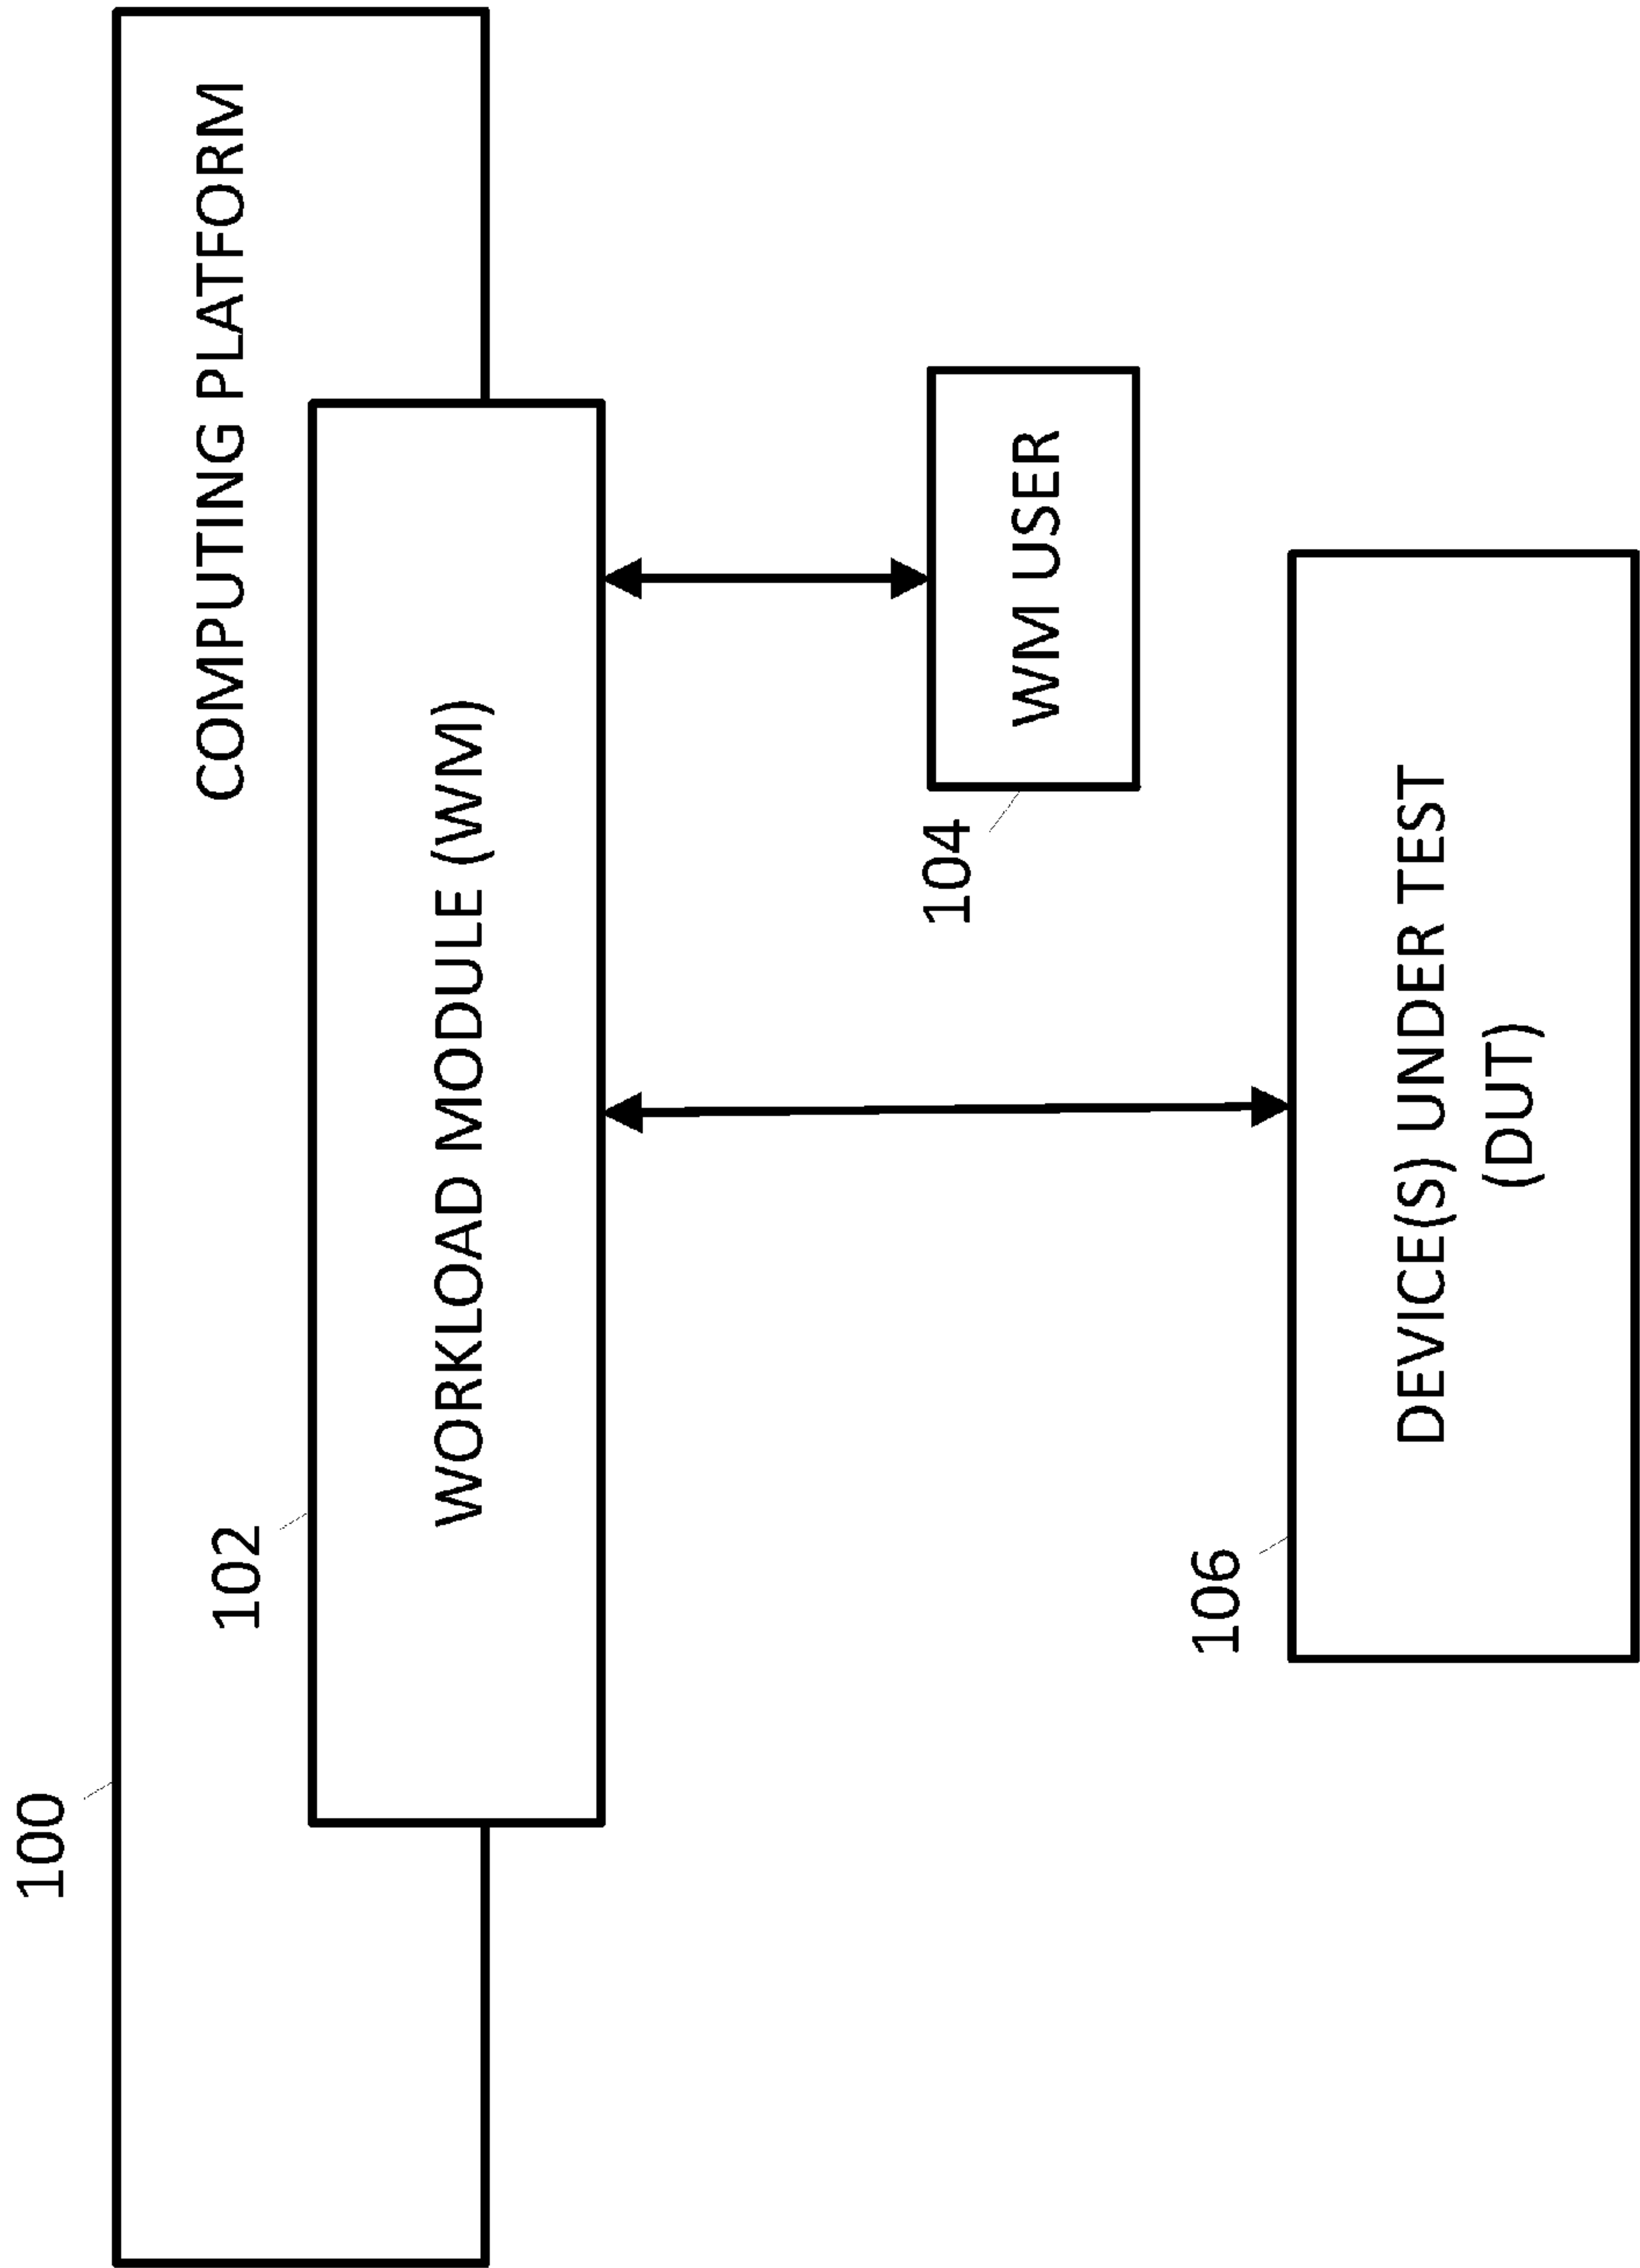 100
COMPUTING PLATFORM
102
WORKLOAD MODULE (WM)
104
WM USER
106
DEVICE(S) UNDER TEST
(DUT)